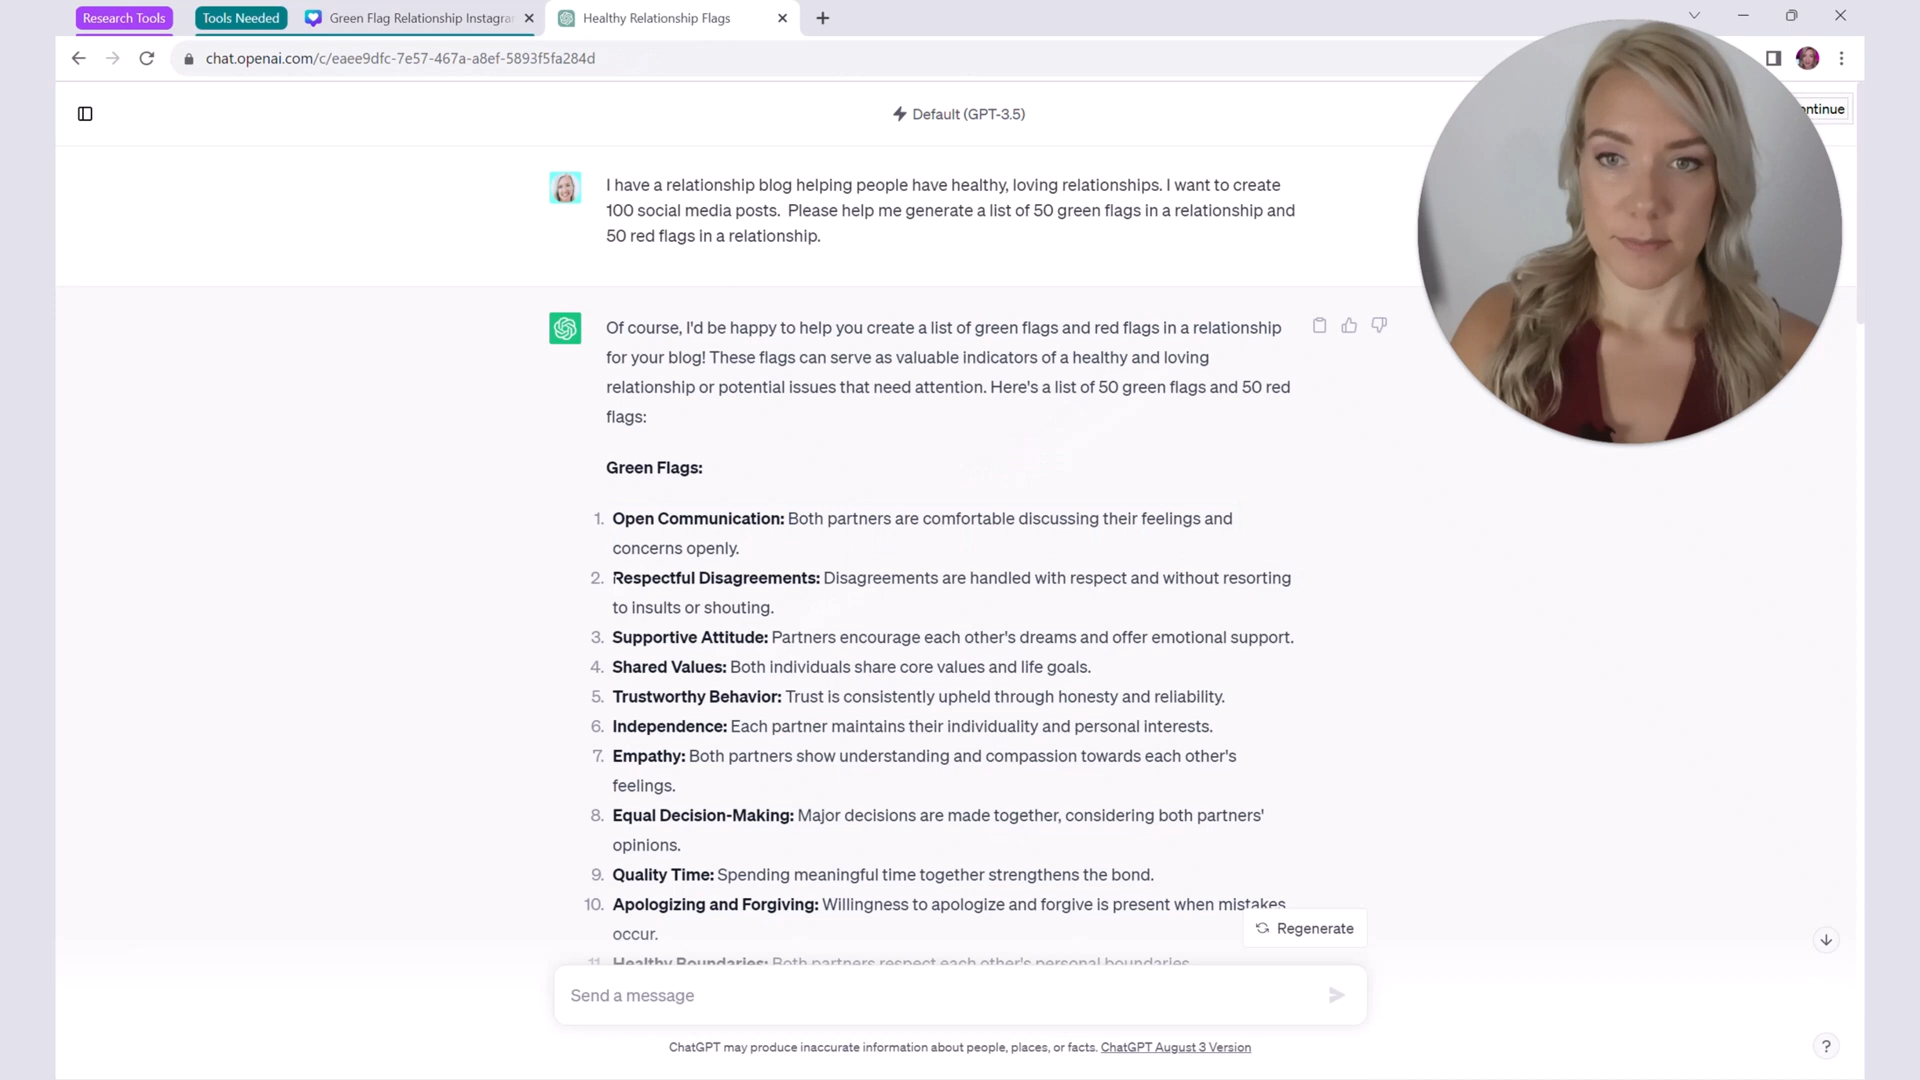 Research Tools
Tools Needed
Green Flag Relationship Instagra
Healthy Relationship Flags
chat.openai.com/c/eaee9dfc-7e57-467a-a8ef-5893f5fa284d
Default (GPT-3.5)
ontinue
I have a relationship blog helping people have healthy, loving relationships. I want to create
100 social media posts. Please help me generate a list of 50 green flags in a relationship and
50 red flags in a relationship.
Of course, I'd be happy to help you create a list of green flags and red flags in a relationship
for your blog! These flags can serve as valuable indicators of a healthy and loving
relationship or potential issues that need attention. Here's a list of 50 green flags and 50 red
flags:
Green Flags:
1. Open Communication: Both partners are comfortable discussing their feelings and
concerns openly.
2. Respectful Disagreements: Disagreements are handled with respect and without resorting
to insults or shouting.
3. Supportive Attitude: Partners encourage each other's dreams and offer emotional support.
4. Shared Values: Both individuals share core values and life goals.
5. Trustworthy Behavior: Trust is consistently upheld through honesty and reliability.
6. Independence: Each partner maintains their individuality and personal interests.
7. Empathy: Both partners show understanding and compassion towards each other's
feelings.
8. Equal Decision-Making: Major decisions are made together, considering both partners'
opinions.
9. Quality Time: Spending meaningful time together strengthens the bond.
10. Apologizing and Forgiving: Willingness to apologize and forgive is present when mistakes
occur.
11. Healthy Boundaries: Both partners respect each other's personal boundaries.
Regenerate
Send a message
ChatGPT may produce inaccurate information about people, places, or facts. ChatGPT August 3 Version
?